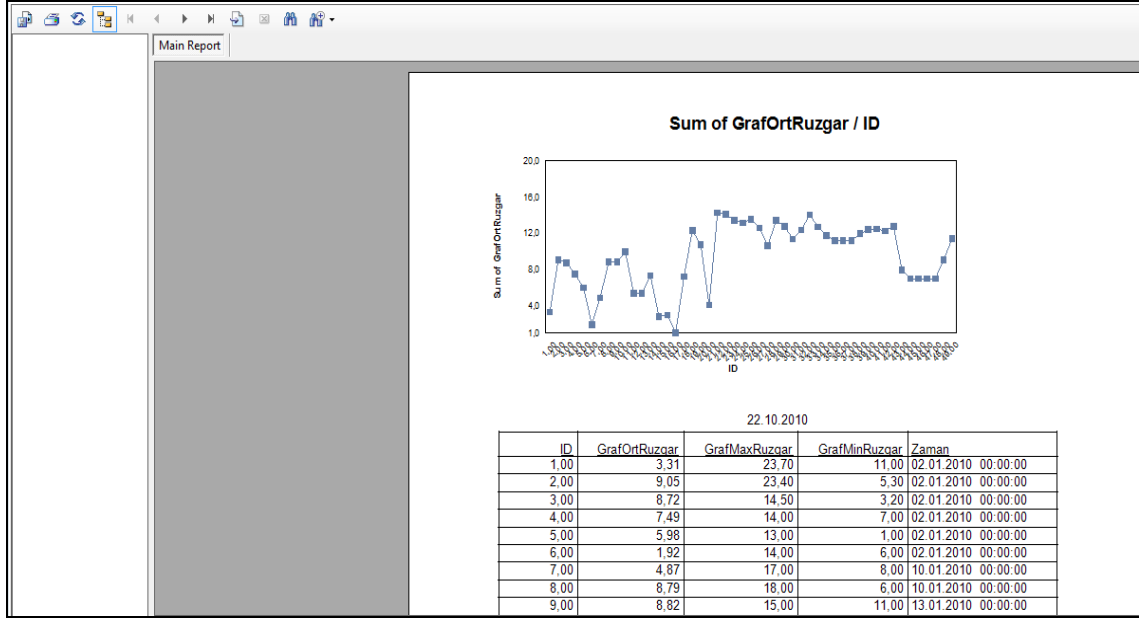 Main Report
Sum of GrafOrtRuzgar / ID
Sum of GrafOrtRuzgar
20,0
16,0
12,0
8,0
4,0
1,0
ID
22.10.2010
ID GrafOrtRuzgar GrafMaxRuzgar GrafMinRuzgar Zaman
1,00 3,31 23,70 11,00 02.01.2010 00:00:00
2,00 9,05 23,40 5,30 02.01.2010 00:00:00
3,00 8,72 14,50 3,20 02.01.2010 00:00:00
4,00 7,49 14,00 7,00 02.01.2010 00:00:00
5,00 5,98 13,00 1,00 02.01.2010 00:00:00
6,00 1,92 14,00 6,00 02.01.2010 00:00:00
7,00 4,87 17,00 8,00 10.01.2010 00:00:00
8,00 8,79 18,00 6,00 10.01.2010 00:00:00
9,00 8,82 15,00 11,00 13.01.2010 00:00:00